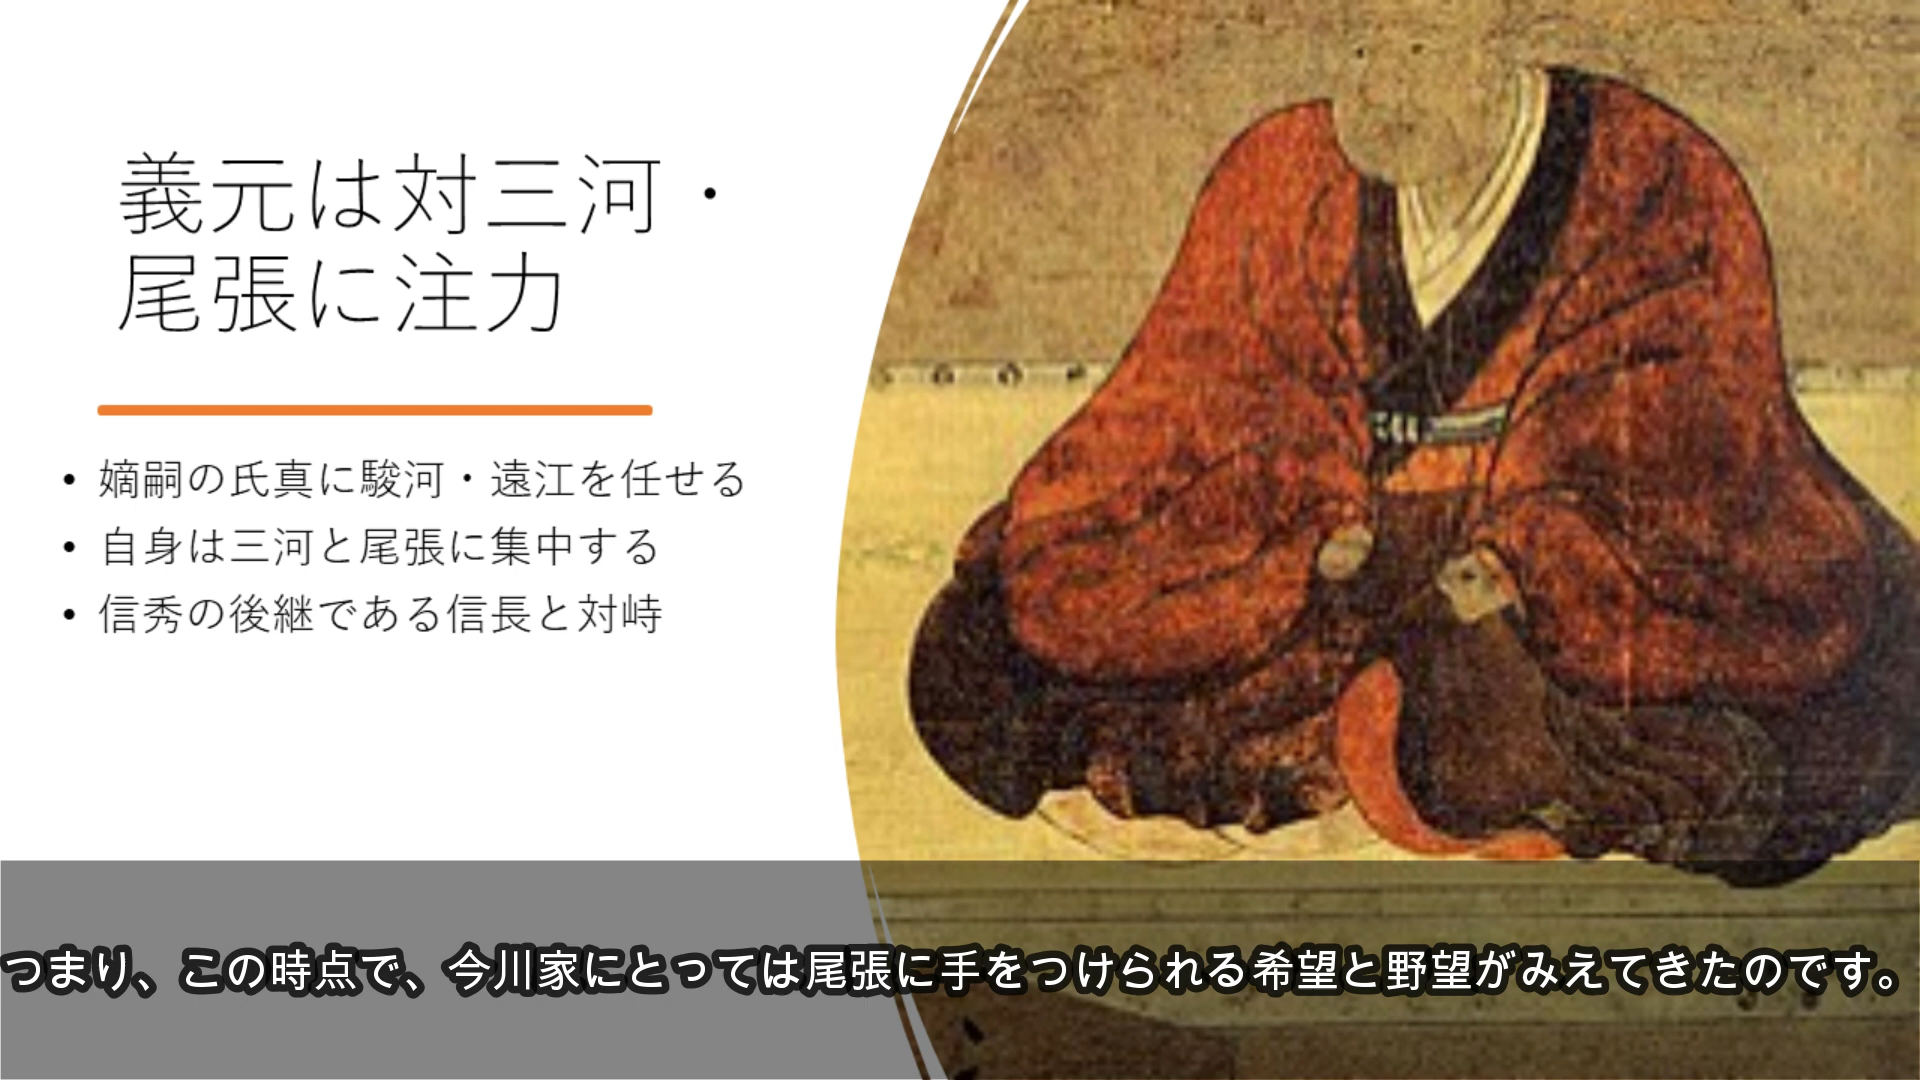 義元は対三河・
尾張に注力
• 嫡嗣の氏真に駿河・遠江を任せる
• 自身は三河と尾張に集中する
• 信秀の後継である信長と対峙
つまり、この時点で、今川家にとっては尾張に手をつけられる希望と野望がみえてきたのです。